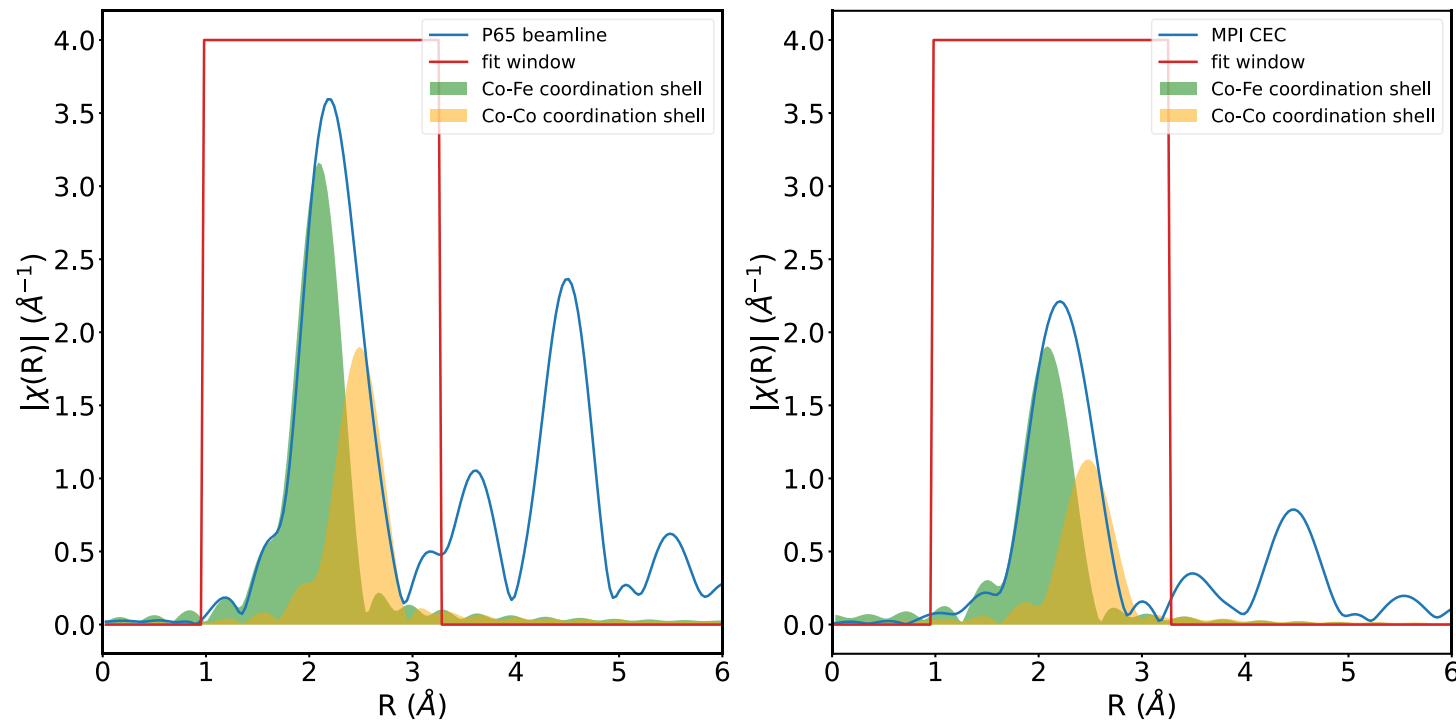 P65 beamline
fit window
Co-Fe coordination shell
Co-Co coordination shell
|χ(R)| (Å⁻¹)
4.0
3.5
3.0
2.5
2.0
1.5
1.0
0.5
0.0
0 1 2 3 4 5 6
R (Å)
MPI CEC
fit window
Co-Fe coordination shell
Co-Co coordination shell
|χ(R)| (Å⁻¹)
4.0
3.5
3.0
2.5
2.0
1.5
1.0
0.5
0.0
0 1 2 3 4 5 6
R (Å)